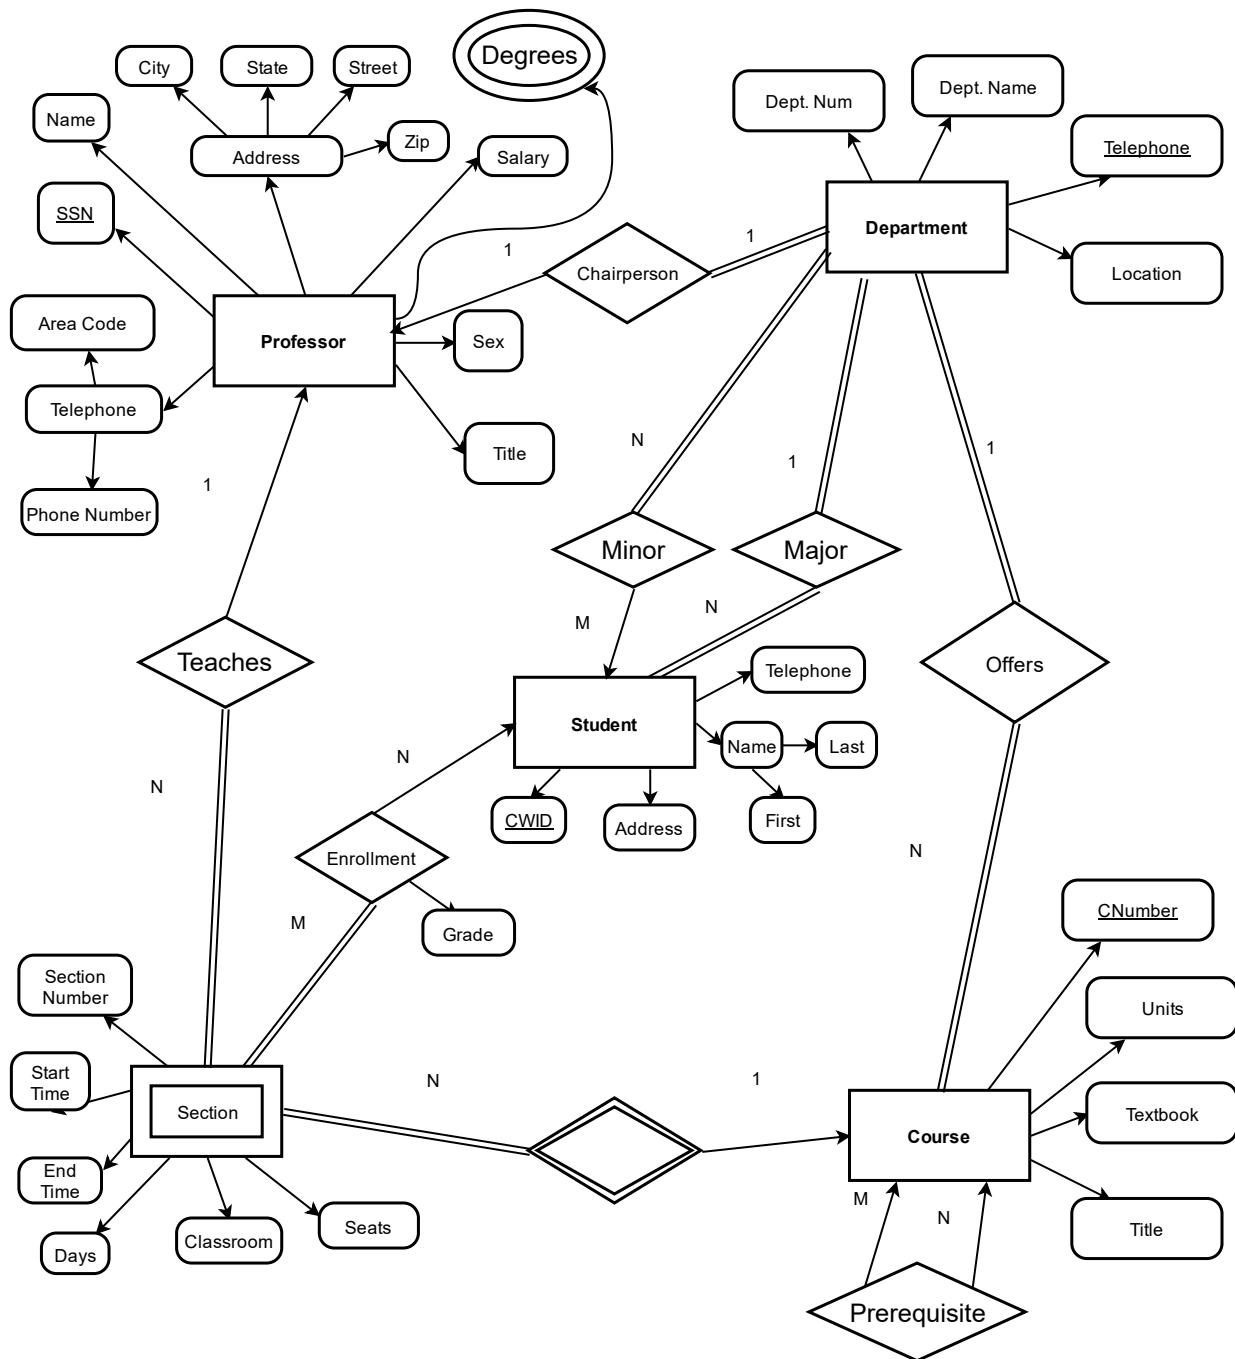 Degrees
City
State
Street
Dept. Name
Dept. Num
Name
Zip
Telephone
Address
Salary
SSN
Department
1
1
Chairperson
Location
Area Code
Professor
Sex
Telephone
N
1
1
Title
1
Phone Number
Minor
Major
N
M
Teaches
Offers
Telephone
Student
Name
Last
N
N
CWID
Address
First
N
Enrollment
CNumber
M
Grade
Section
Number
Units
Start
Time
N
1
Section
Textbook
Course
End
Time
M
N
Seats
Title
Days
Classroom
Prerequisite